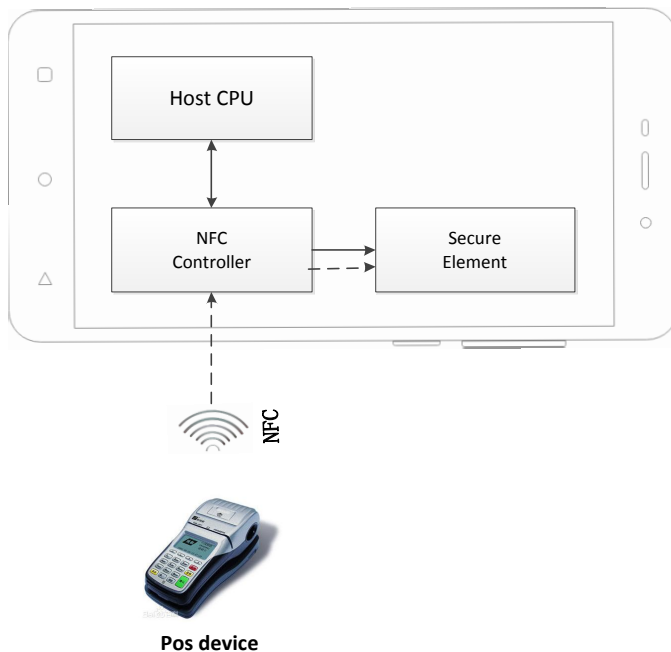 Host CPU
NFC
Controller
Secure
Element
NFC
Pos device